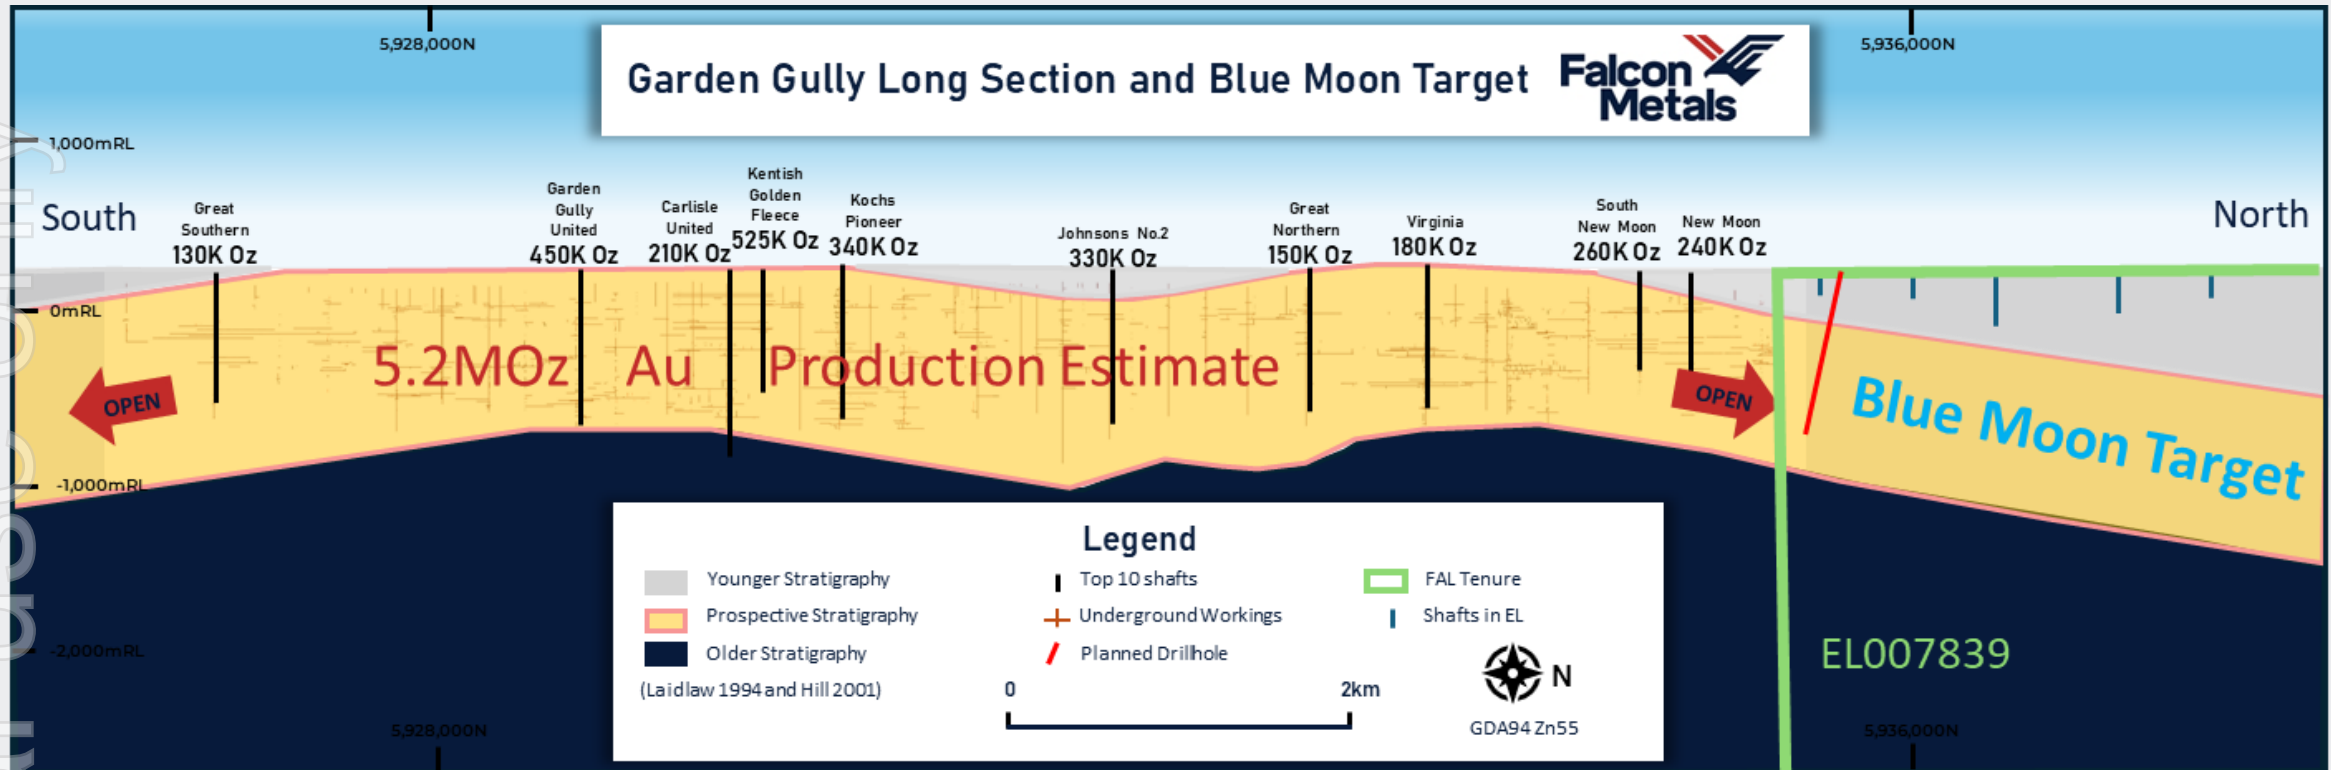 5,928,000N
5,936,000N
Garden Gully Long Section and Blue Moon Target
Falcon
Metals
1,000mRL
South
North
Great
Southern
130K Oz
Garden
Gully
United
450K Oz
Carlisle
United
210K Oz
Kentish
Golden
Fleece
525K Oz
Kochs
Pioneer
340K Oz
Johnsons No.2
330K Oz
Great
Northern
150K Oz
Virginia
180K Oz
South
New Moon
260K Oz
New Moon
240K Oz
0mRL
5.2MOz Au Production Estimate
OPEN
OPEN
Blue Moon Target
-1,000mRL
-2,000mRL
Legend
Younger Stratigraphy
Prospective Stratigraphy
Older Stratigraphy
(Laidlaw 1994 and Hill 2001)
Top 10 shafts
Underground Workings
Planned Drillhole
0 2km
FAL Tenure
Shafts in EL
N
GDA94 Zn55
EL007839
5,928,000N
5,936,000N